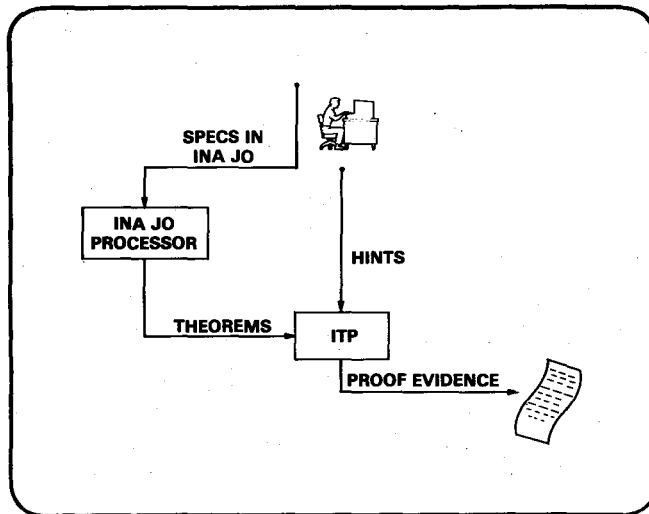 SPECS IN
INA JO
INA JO
PROCESSOR
HINTS
THEOREMS
ITP
PROOF EVIDENCE